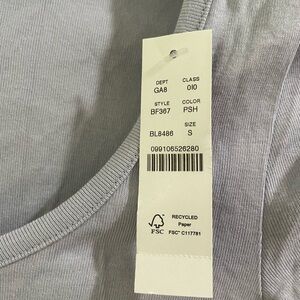 DEPT CLASS
GA8 010
STYLE COLOR
BF367 PSH
SIZE
BL8486 S
099106526280
RECYCLED
Paper
FSC FSC® C117781